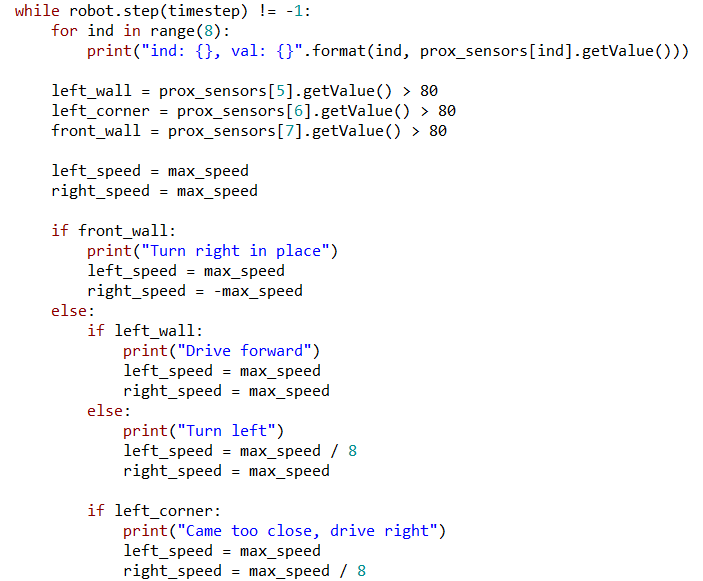 while robot.step(timestep) != -1:
    for ind in range(8):
        print("ind: {}, val: {}".format(ind, prox_sensors[ind].getValue()))

    left_wall = prox_sensors[5].getValue() > 80
    left_corner = prox_sensors[6].getValue() > 80
    front_wall = prox_sensors[7].getValue() > 80

    left_speed = max_speed
    right_speed = max_speed

    if front_wall:
        print("Turn right in place")
        left_speed = max_speed
        right_speed = -max_speed
    else:
        if left_wall:
            print("Drive forward")
            left_speed = max_speed
            right_speed = max_speed
        else:
            print("Turn left")
            left_speed = max_speed / 8
            right_speed = max_speed

        if left_corner:
            print("Came too close, drive right")
            left_speed = max_speed
            right_speed = max_speed / 8